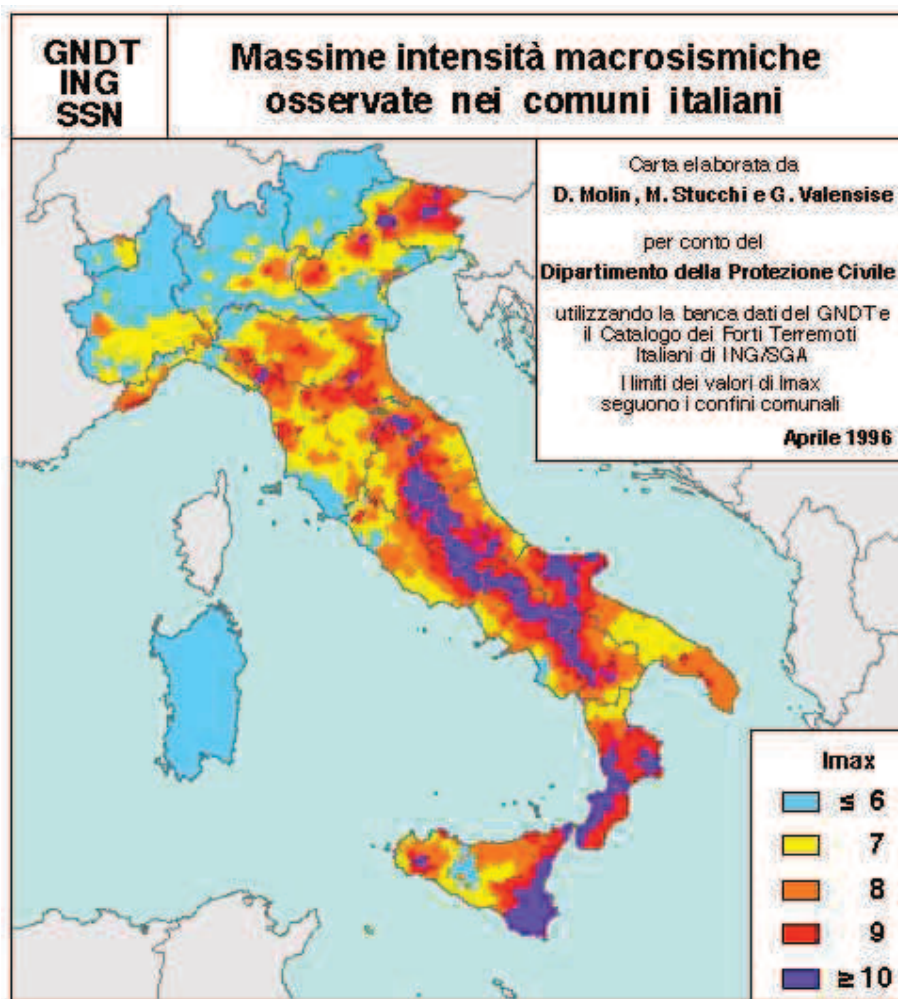 GNDT
ING
SSN
Massime intensità macrosismiche
osservate nei comuni italiani
Carta elaborata da
D. Molin, M. Stucchi e G. Valensise
per conto del
Dipartimento della Protezione Civile
utilizzando la banca dati del GNDT e
il Catalogo dei Forti Terremoti
Italiani di ING/SGA
I limiti dei valori di Imax
seguono i confini comunali
Aprile 1996
Imax
≤ 6
7
8
9
≥ 10